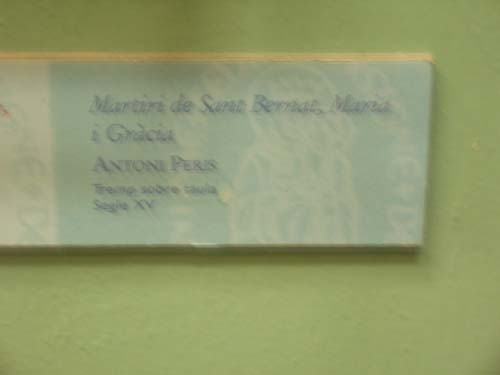 Martiri de Sant Bernat, Maria
i Gràcia
ANTONI PERIS
Tremp sobre taula
Segle XV